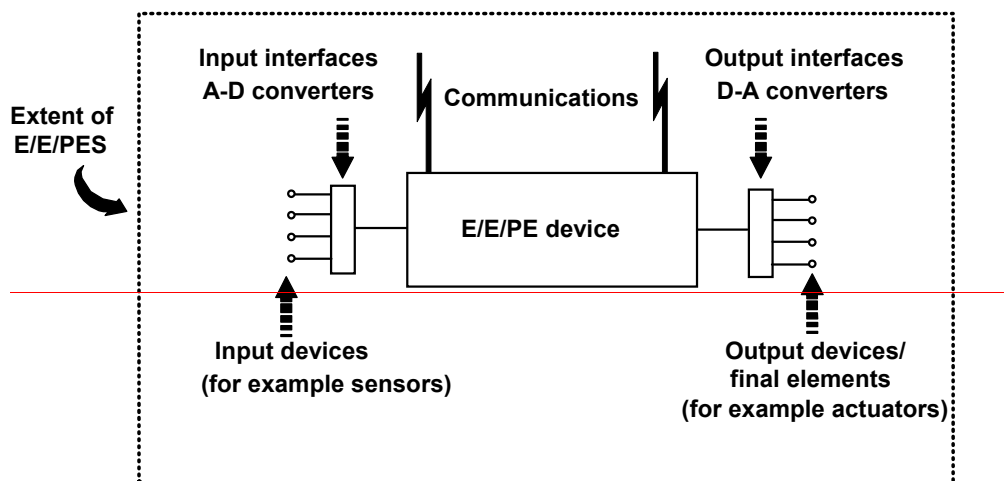 Input interfaces
A-D converters
Communications
Output interfaces
D-A converters
Extent of
E/E/PES
E/E/PE device
Input devices
(for example sensors)
Output devices/
final elements
(for example actuators)